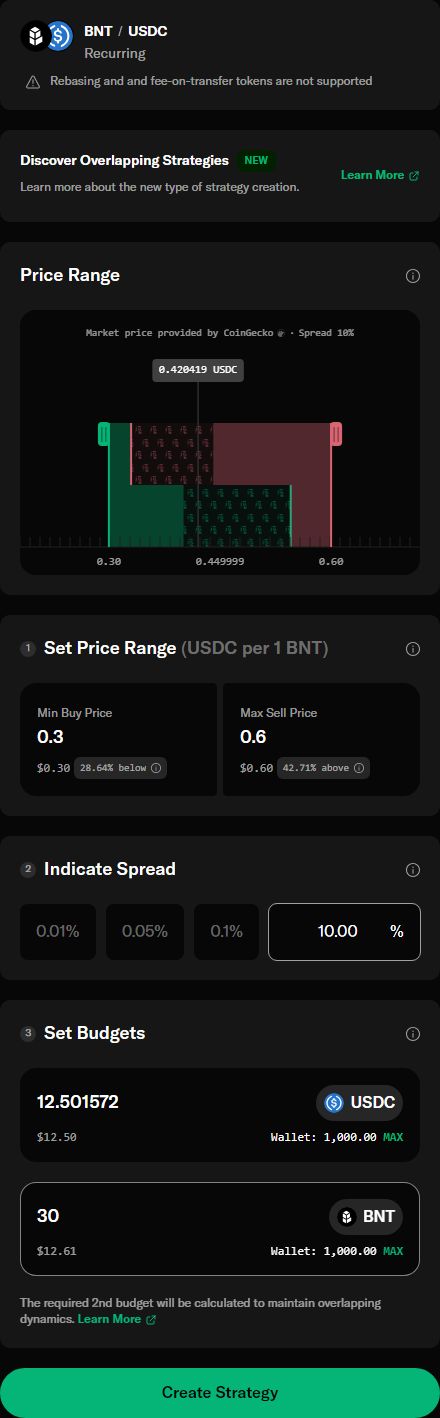 BNT / USDC
Recurring
Rebasing and and fee-on-transfer tokens are not supported
Discover Overlapping Strategies NEW
Learn more about the new type of strategy creation.
Learn More
Price Range
Market price provided by CoinGecko · Spread 10%
0.420419 USDC
0.30 0.449999 0.60
1 Set Price Range (USDC per 1 BNT)
Min Buy Price
0.3
$0.30 28.64% below
Max Sell Price
0.6
$0.60 42.71% above
2 Indicate Spread
0.01% 0.05% 0.1% 10.00 %
3 Set Budgets
12.501572 USDC
$12.50 Wallet: 1,000.00 MAX
30 BNT
$12.61 Wallet: 1,000.00 MAX
The required 2nd budget will be calculated to maintain overlapping
dynamics. Learn More
Create Strategy